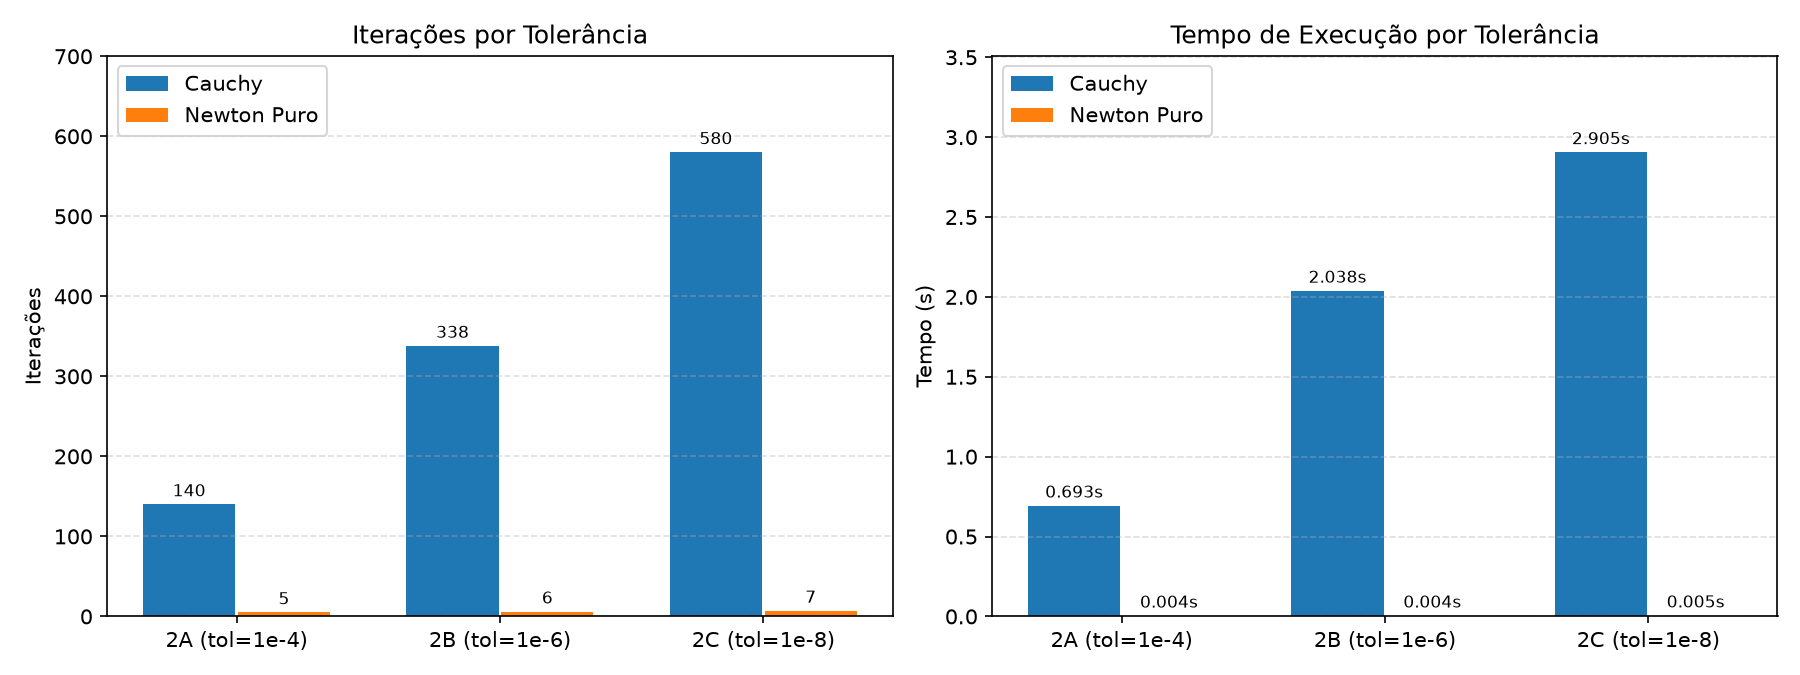 Iterações por Tolerância
700
600
500
400
300
200
100
0
Iterações
Cauchy
Newton Puro
140
5
338
6
580
7
2A (tol=1e-4)
2B (tol=1e-6)
2C (tol=1e-8)
Tempo de Execução por Tolerância
3.5
3.0
2.5
2.0
1.5
1.0
0.5
0.0
Tempo (s)
Cauchy
Newton Puro
0.693s
0.004s
2.038s
0.004s
2.905s
0.005s
2A (tol=1e-4)
2B (tol=1e-6)
2C (tol=1e-8)